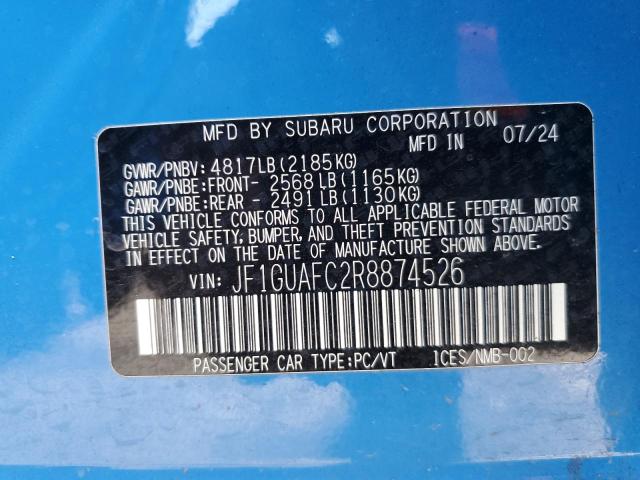 MFD BY SUBARU CORPORATION
MFD IN 07/24
GVWR/PNBV: 4817LB(2185KG)
GAWR/PNBE:FRONT- 2568LB(1165KG)
GAWR/PNBE:REAR - 2491LB(1130KG)
THIS VEHICLE CONFORMS TO ALL APPLICABLE FEDERAL MOTOR
VEHICLE SAFETY, BUMPER, AND THEFT PREVENTION STANDARDS
IN EFFECT ON THE DATE OF MANUFACTURE SHOWN ABOVE.
VIN: JF1GUAFC2R8874526
PASSENGER CAR TYPE:PC/VT ICES/NMB-002